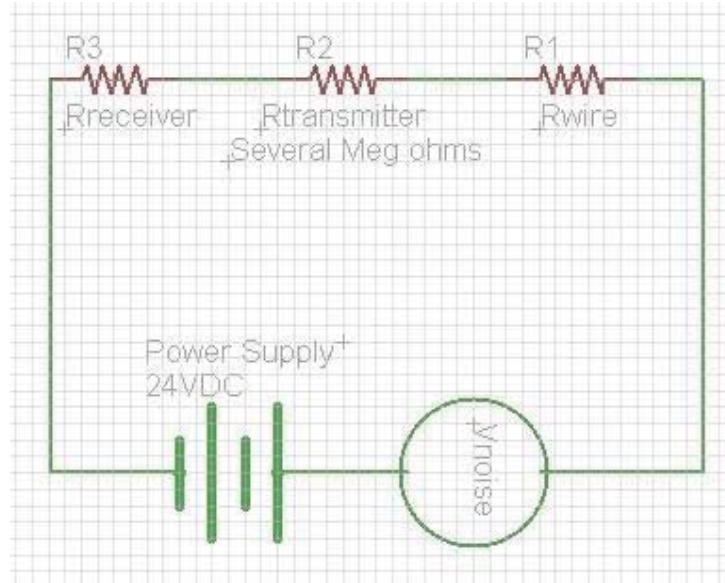 R3 R2 R1
Rreceiver Rtransmitter Rwire
Several Meg ohms
Power Supply
24VDC
Vnoise